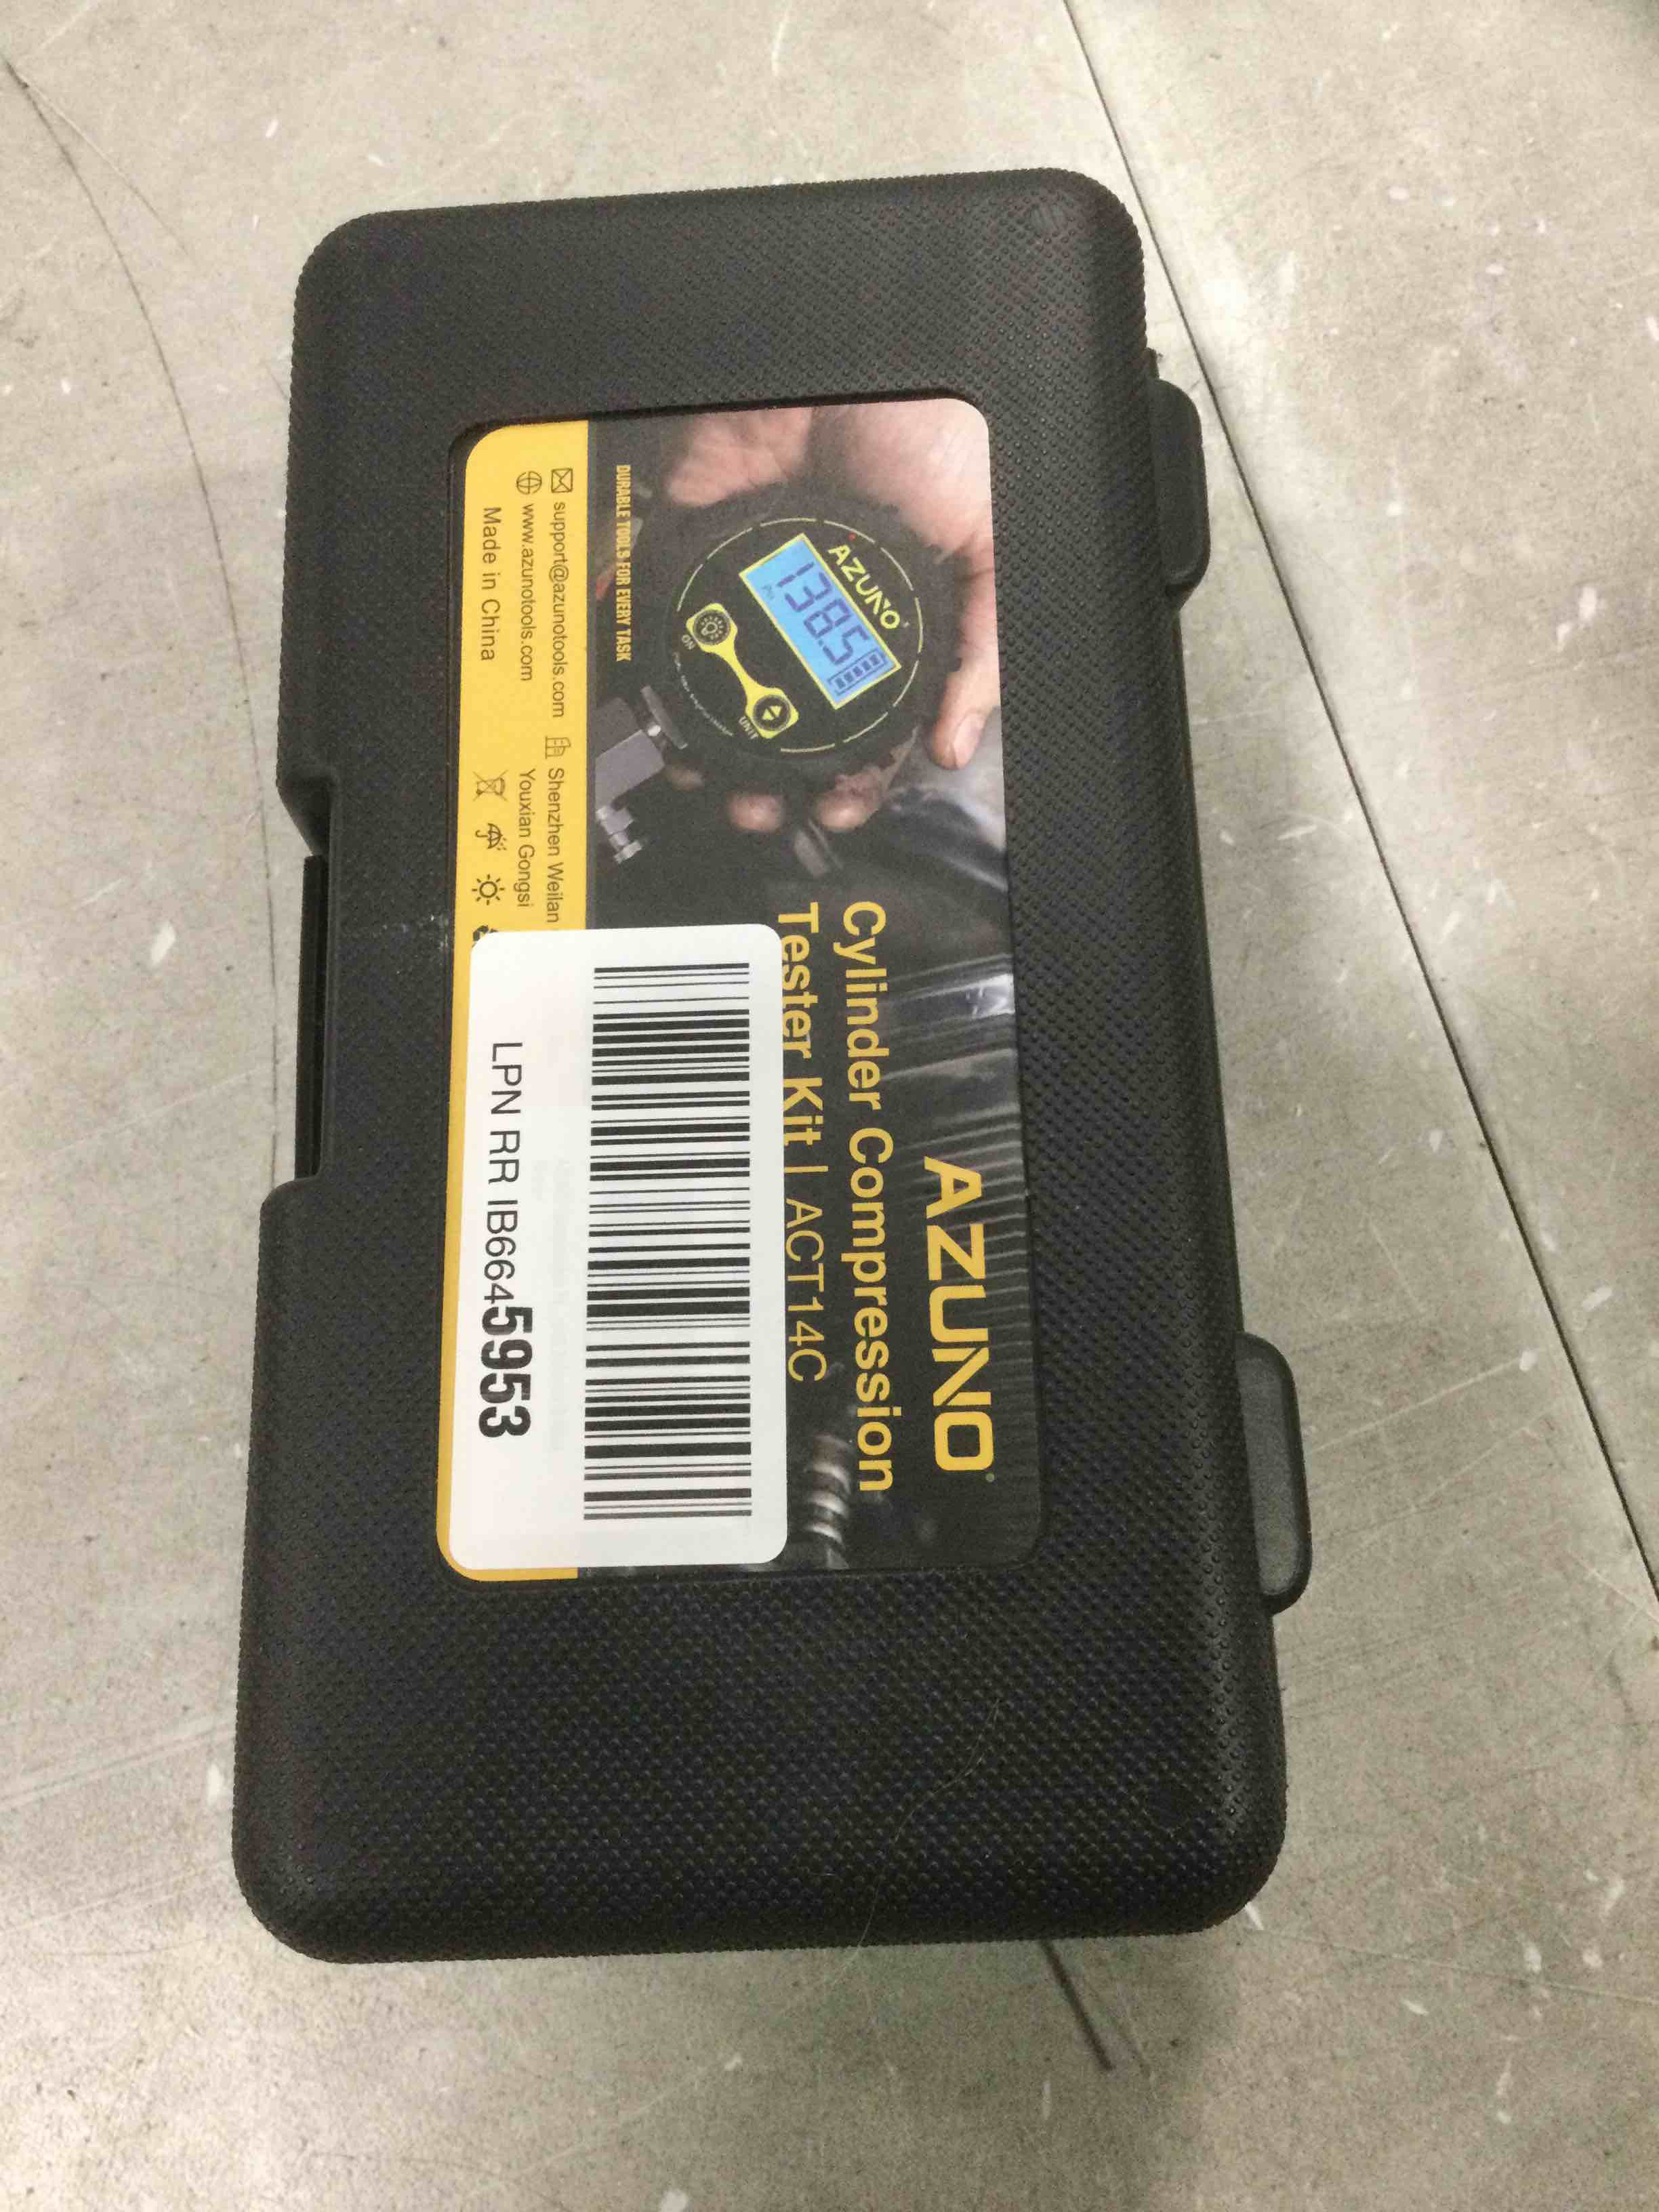 AZUNO
Cylinder Compression
Tester Kit | ACT14C
AZUNO
138.5
ON
UNIT
DURABLE TOOLS FOR EVERY TASK
support@azunotools.com
www.azunotools.com
Made in China
Shenzhen Weilan
Youxian Gongsi
LPN RR IB6645953